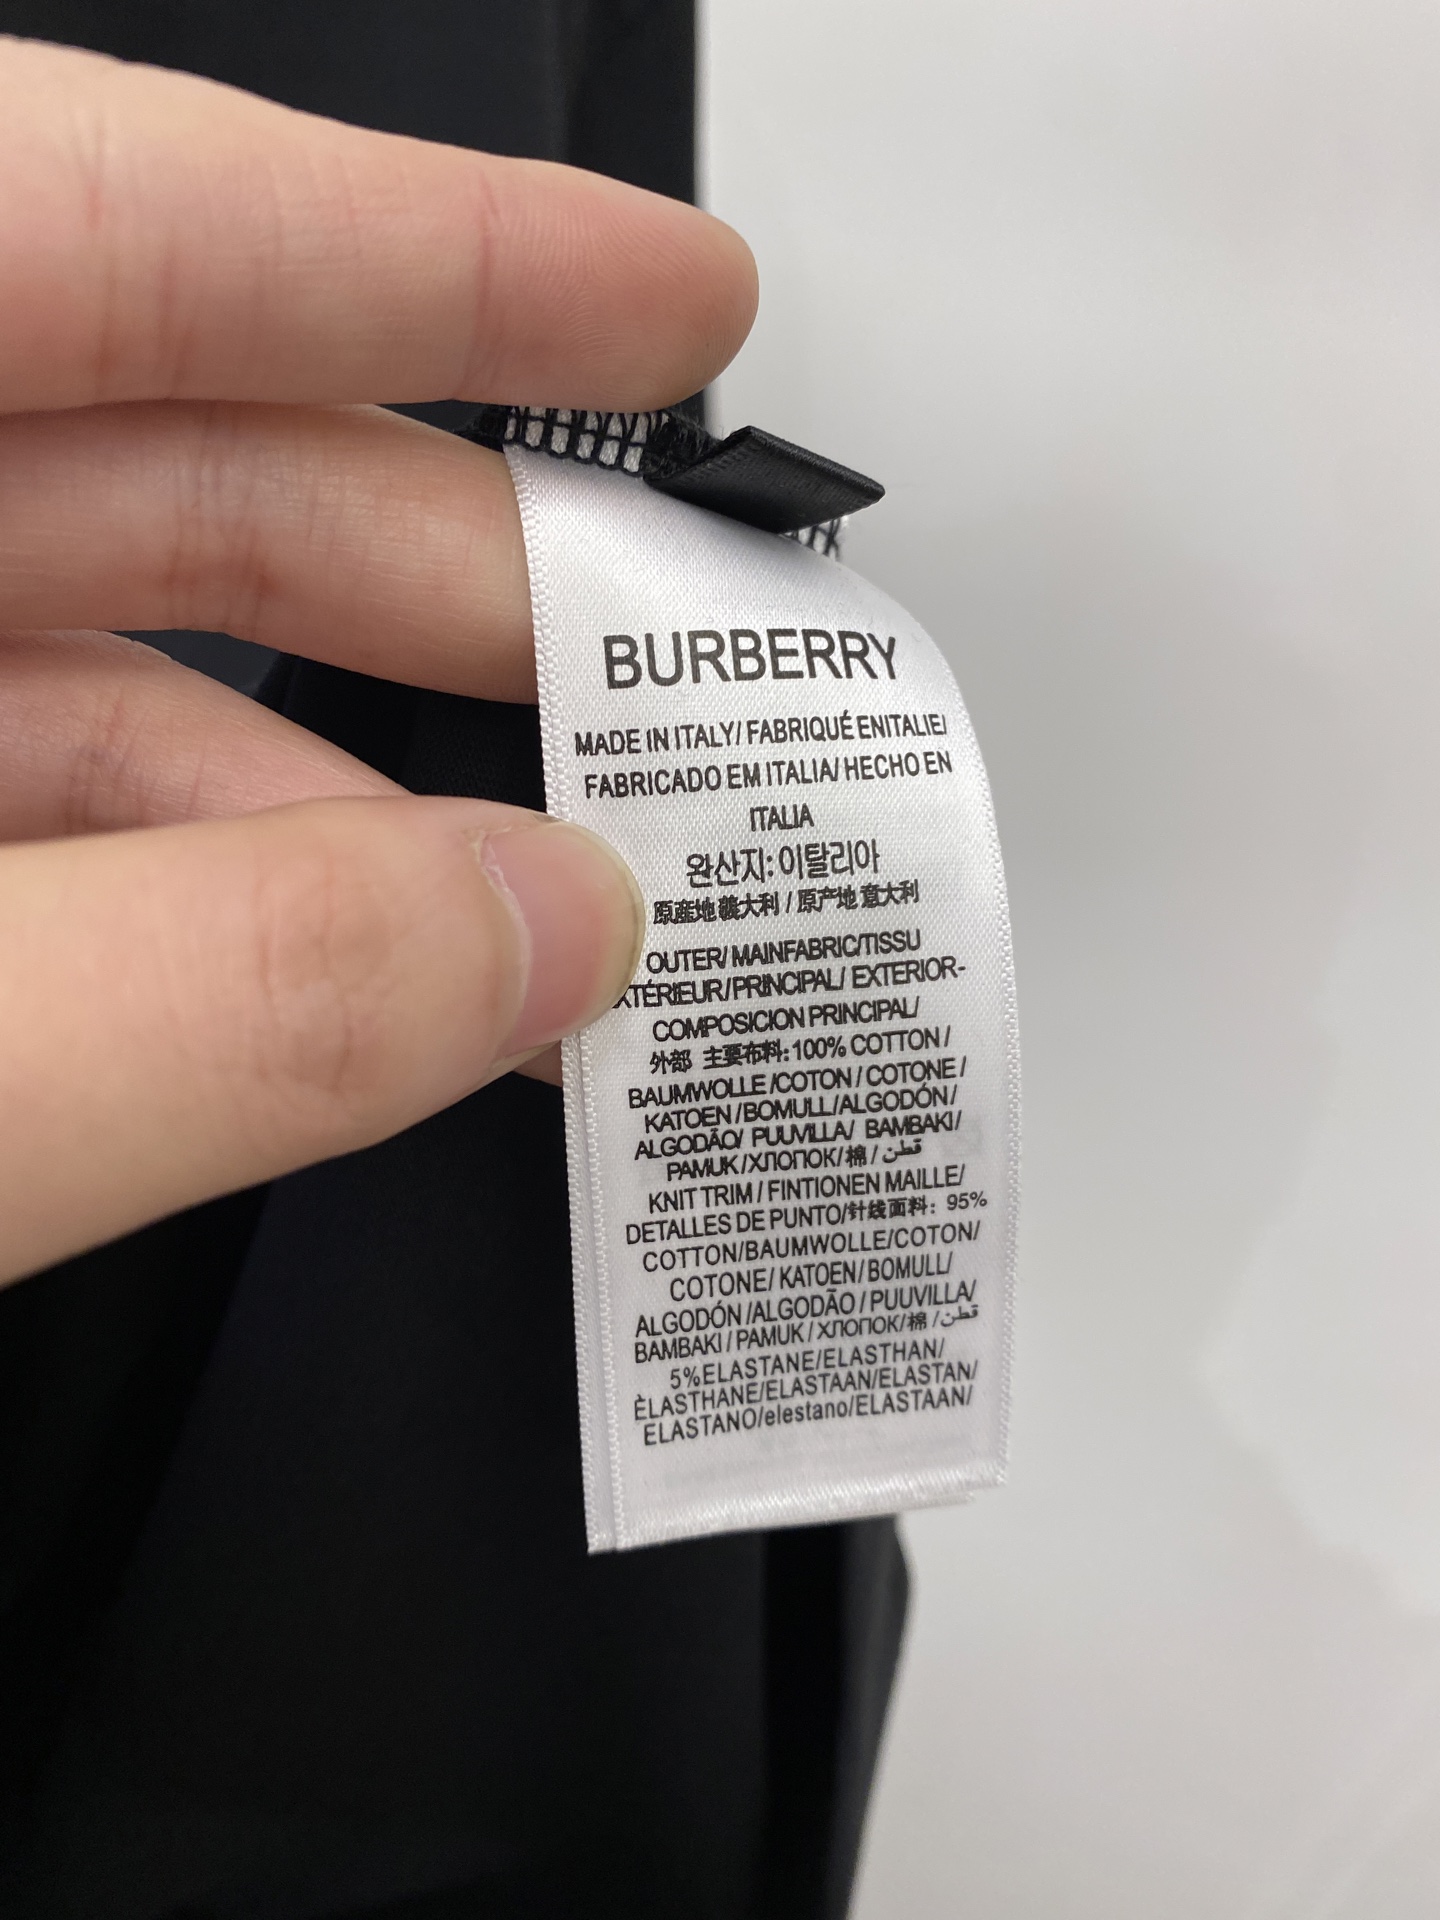 BURBERRY
MADE IN ITALY/ FABRIQUÉ ENITALIE/
FABRICADO EM ITALIA/ HECHO EN
ITALIA
완산지: 이탈리아
原産地 義大利 / 原产地 意大利
OUTER/ MAINFABRIC/TISSU
XTÉRIEUR/PRINCIPAL/ EXTERIOR-
COMPOSICION PRINCIPAL/
外部 主要布料: 100% COTTON /
BAUMWOLLE /COTON / COTONE /
KATOEN /BOMULL/ALGODÓN /
ALGODÃO/ PUUVILLA/ BAMBAKI /
PAMUK /ХЛОПОК/ 棉 / قطن
KNIT TRIM / FINTIONEN MAILLE/
DETALLES DE PUNTO/针线面料: 95%
COTTON/BAUMWOLLE/COTON/
COTONE/ KATOEN/ BOMULL/
ALGODÓN /ALGODÃO / PUUVILLA/
BAMBAKI / PAMUK / ХЛОПОК/ 棉 / قطن
5%ELASTANE/ELASTHAN/
ÈLASTHANE/ELASTAAN/ELASTAN/
ELASTANO/elestano/ELASTAAN/